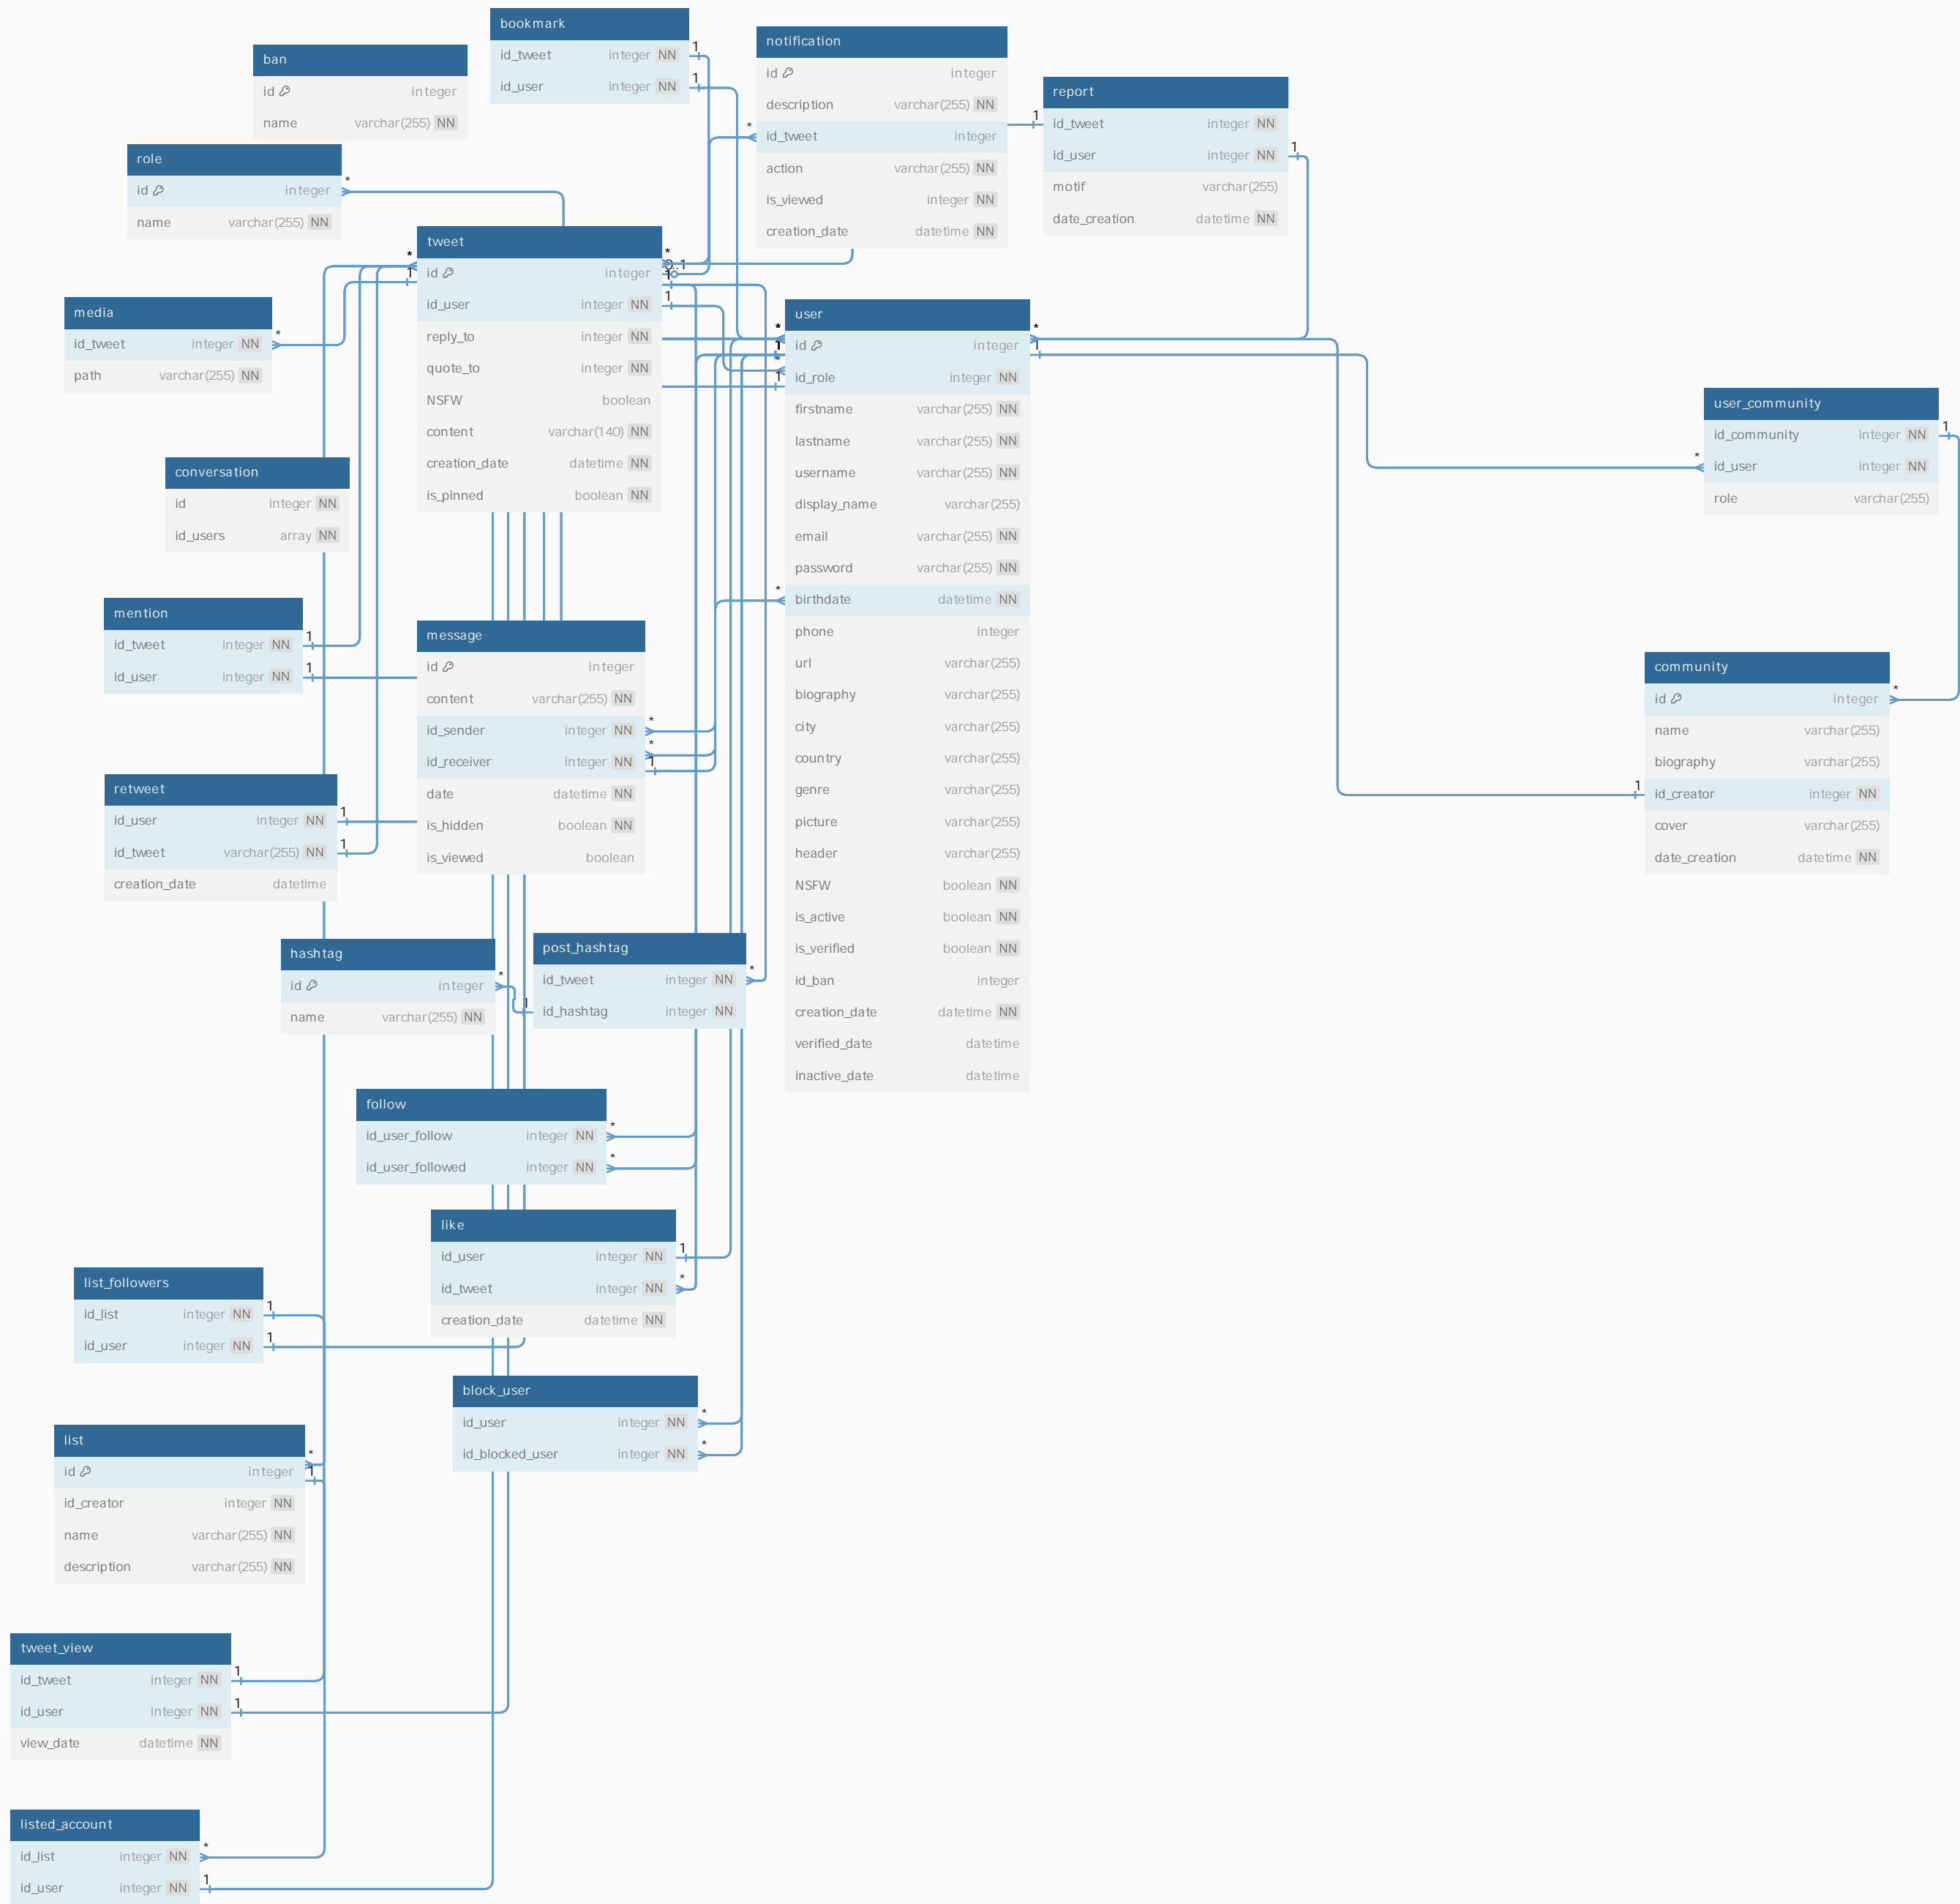 bookmark
id_tweet integer NN
id_user integer NN
notification
id integer
description varchar(255) NN
id_tweet integer
action varchar(255) NN
is_viewed integer NN
creation_date datetime NN
ban
id integer
name varchar(255) NN
report
id_tweet integer NN
id_user integer NN
motif varchar(255)
date_creation datetime NN
role
id integer
name varchar(255) NN
tweet
id integer
id_user integer NN
reply_to integer NN
quote_to integer NN
NSFW boolean
content varchar(140) NN
creation_date datetime NN
is_pinned boolean NN
media
id_tweet integer NN
path varchar(255) NN
user
id integer
id_role integer NN
firstname varchar(255) NN
lastname varchar(255) NN
username varchar(255) NN
display_name varchar(255)
email varchar(255) NN
password varchar(255) NN
birthdate datetime NN
phone integer
url varchar(255)
biography varchar(255)
city varchar(255)
country varchar(255)
genre varchar(255)
picture varchar(255)
header varchar(255)
NSFW boolean NN
is_active boolean NN
is_verified boolean NN
id_ban integer
creation_date datetime NN
verified_date datetime
inactive_date datetime
user_community
id_community integer NN
id_user integer NN
role varchar(255)
conversation
id integer NN
id_users array NN
mention
id_tweet integer NN
id_user integer NN
message
id integer
content varchar(255) NN
id_sender integer NN
id_receiver integer NN
date datetime NN
is_hidden boolean NN
is_viewed boolean
community
id integer
name varchar(255)
biography varchar(255)
id_creator integer NN
cover varchar(255)
date_creation datetime NN
retweet
id_user integer NN
id_tweet varchar(255) NN
creation_date datetime
hashtag
id integer
name varchar(255) NN
post_hashtag
id_tweet integer NN
id_hashtag integer NN
follow
id_user_follow integer NN
id_user_followed integer NN
like
id_user integer NN
id_tweet integer NN
creation_date datetime NN
list_followers
id_list integer NN
id_user integer NN
block_user
id_user integer NN
id_blocked_user integer NN
list
id integer
id_creator integer NN
name varchar(255) NN
description varchar(255) NN
tweet_view
id_tweet integer NN
id_user integer NN
view_date datetime NN
listed_account
id_list integer NN
id_user integer NN